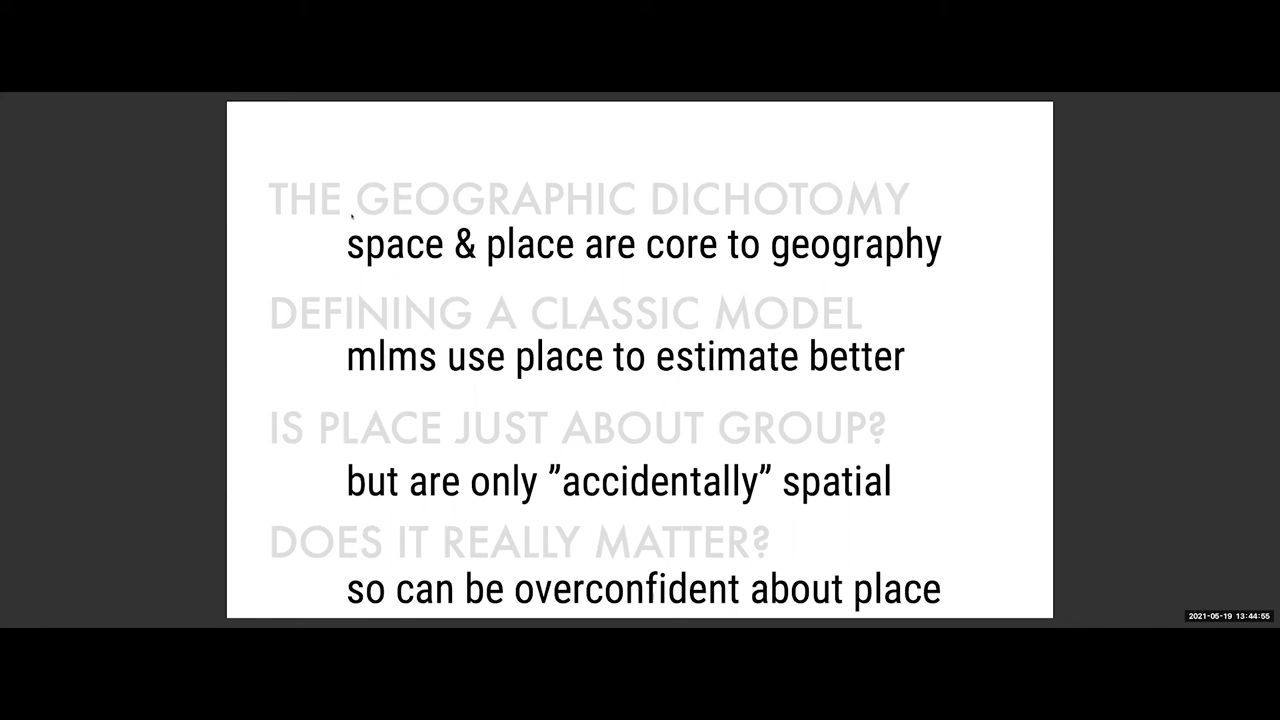 THE GEOGRAPHIC DICHOTOMY
space & place are core to geography
DEFINING A CLASSIC MODEL
mlms use place to estimate better
IS PLACE JUST ABOUT GROUP?
but are only ”accidentally” spatial
DOES IT REALLY MATTER?
so can be overconfident about place
2021-05-19 13:44:55